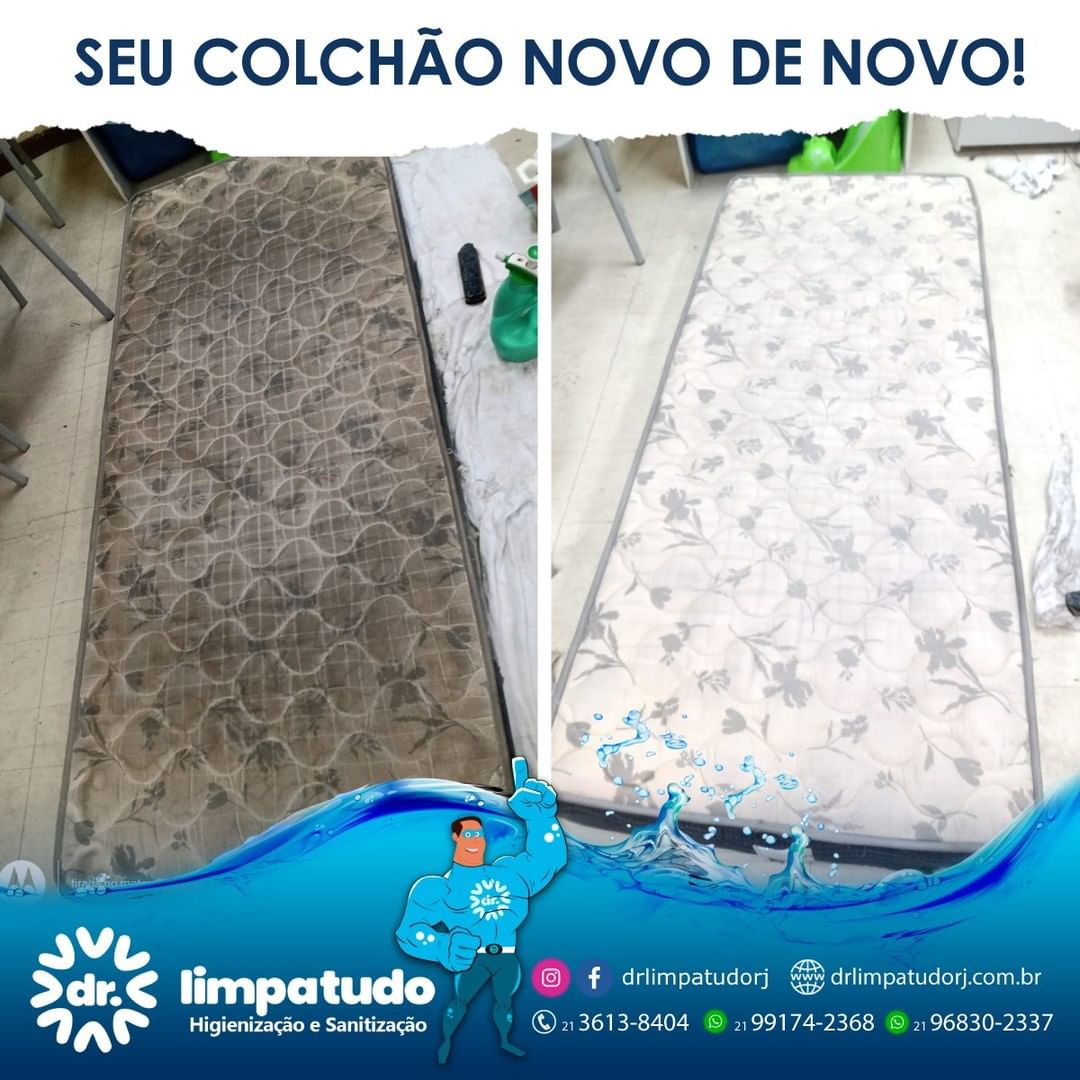 SEU COLCHÃO NOVO DE NOVO!
dr.
dr.
limpatudo
Higienização e Sanitização
drlimpatudorj
drlimpatudorj.com.br
21 3613-8404
21 99174-2368
21 96830-2337